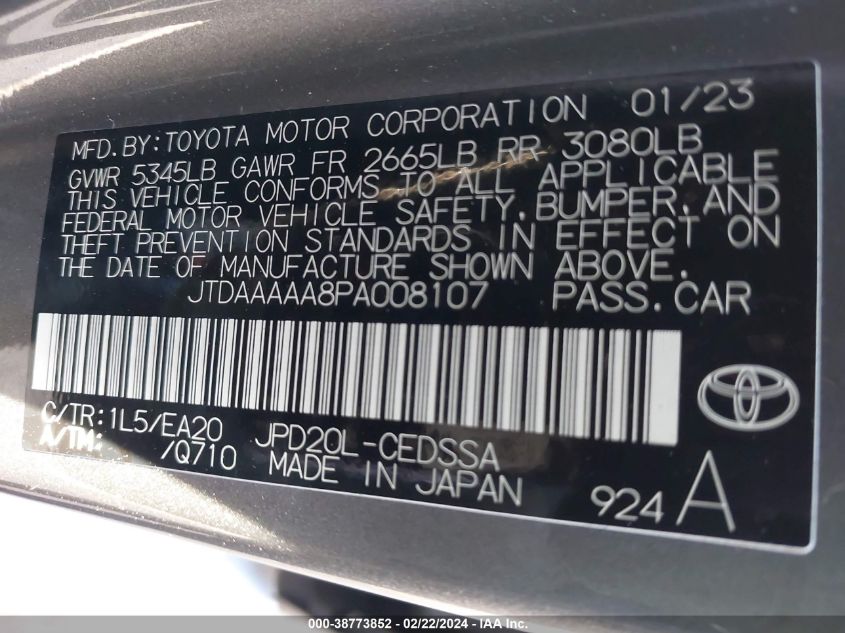 MFD.BY:TOYOTA MOTOR CORPORATION 01/23
GVWR 5345LB GAWR FR 2665LB RR 3080LB
THIS VEHICLE CONFORMS TO ALL APPLICABLE
FEDERAL MOTOR VEHICLE SAFETY,BUMPER,AND
THEFT PREVENTION STANDARDS IN EFFECT ON
THE DATE OF MANUFACTURE SHOWN ABOVE.
JTDAAAAA8PA008107 PASS.CAR
C/TR:1L5/EA20 JPD20L-CEDSSA
A/TM: /Q710 MADE IN JAPAN
924A
000-38773852 / 02/22/2024 / IAA Inc.